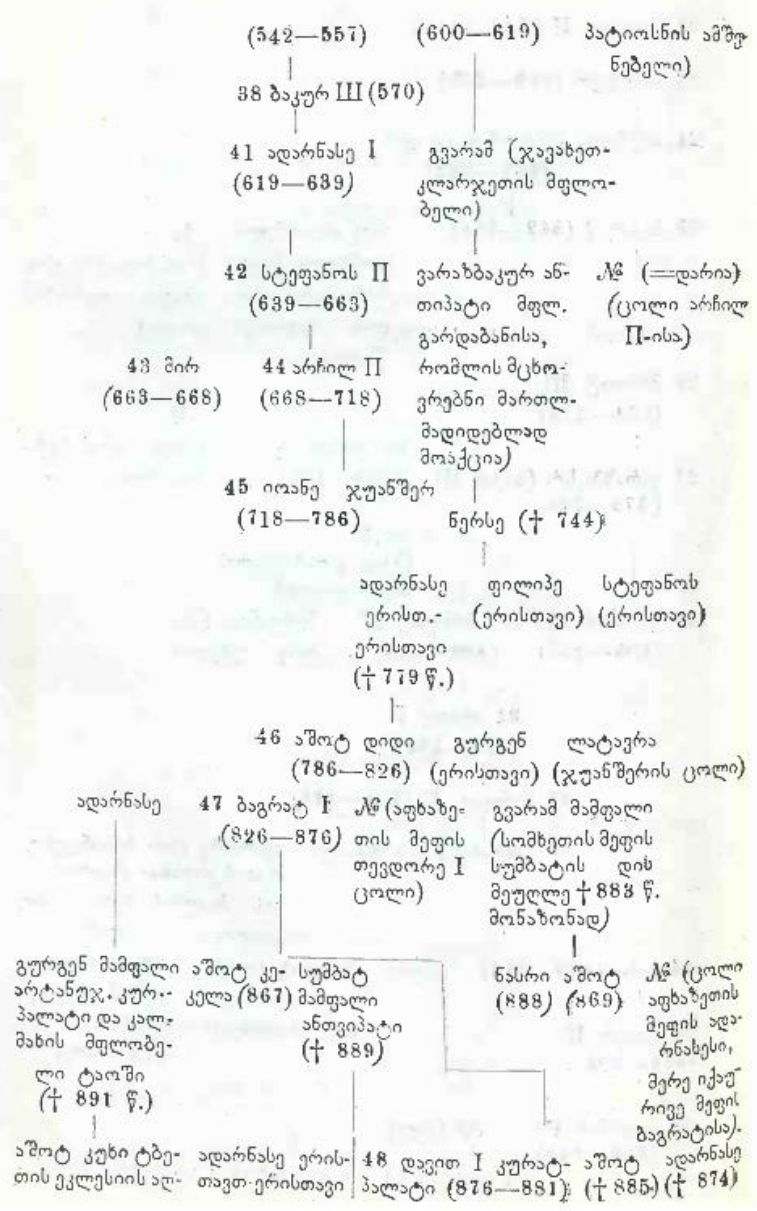 (542—557) (600—619) პატიოსნის ამშე-
ნებელი)
38 ბაკურ III (570)
41 ადარნასე I გვარამ (ჯავახეთ-
(619—639) კლარჯეთის მფლო-
ბელი)
42 სტეფანოს II ვარაზბაკურ ან- № (=დარია)
(639—663) თიპატი მფლ. (ცოლი არჩილ
გარდაბანისა, II-ისა)
43 მირ 44 არჩილ II რომლის მცხო-
(663—668) (668—718) ვრებნი მართლ-
მადიდებლად
მოაქცია)
45 იოანე ჯუანშერ
(718—786) ნერსე († 744)
ადარნასე ფილიპე სტეფანოს
ერისთ.- (ერისთავი) (ერისთავი)
ერისთავი
(† 779 წ.)
46 აშოტ დიდი გურგენ ლატავრა
(786—826) (ერისთავი) (ჯუანშერის ცოლი)
ადარნასე 47 ბაგრატ I № (აფხაზე- გვარამ მამფალი
(826—876) თის მეფის (სომხეთის მეფის
თევდორე I სუმბატის დის
ცოლი) მეუღლე † 883 წ.
მონაზონად)
გურგენ მამფალი აშოტ კე- სუმბატ ნასრი აშოტ № (ცოლი
არტანუჯ. კურ.- კელა (867) მამფალი (888) (869) აფხაზეთის
პალატი და კალ- ანთვიპატი მეფის ადა-
მახის მფლობე- († 889) რნასესი,
ლი ტაოში მერე იქაუ-
(† 891 წ.) რივე მეფის
ბაგრატისა).
აშოტ კუხი ტბე- ადარნასე ერის- 48 დავით I კურატ- აშოტ ადარნასე
თის ეკლესიის აღ- თავთ-ერისთავი პალატი (876—881) († 885) († 874)